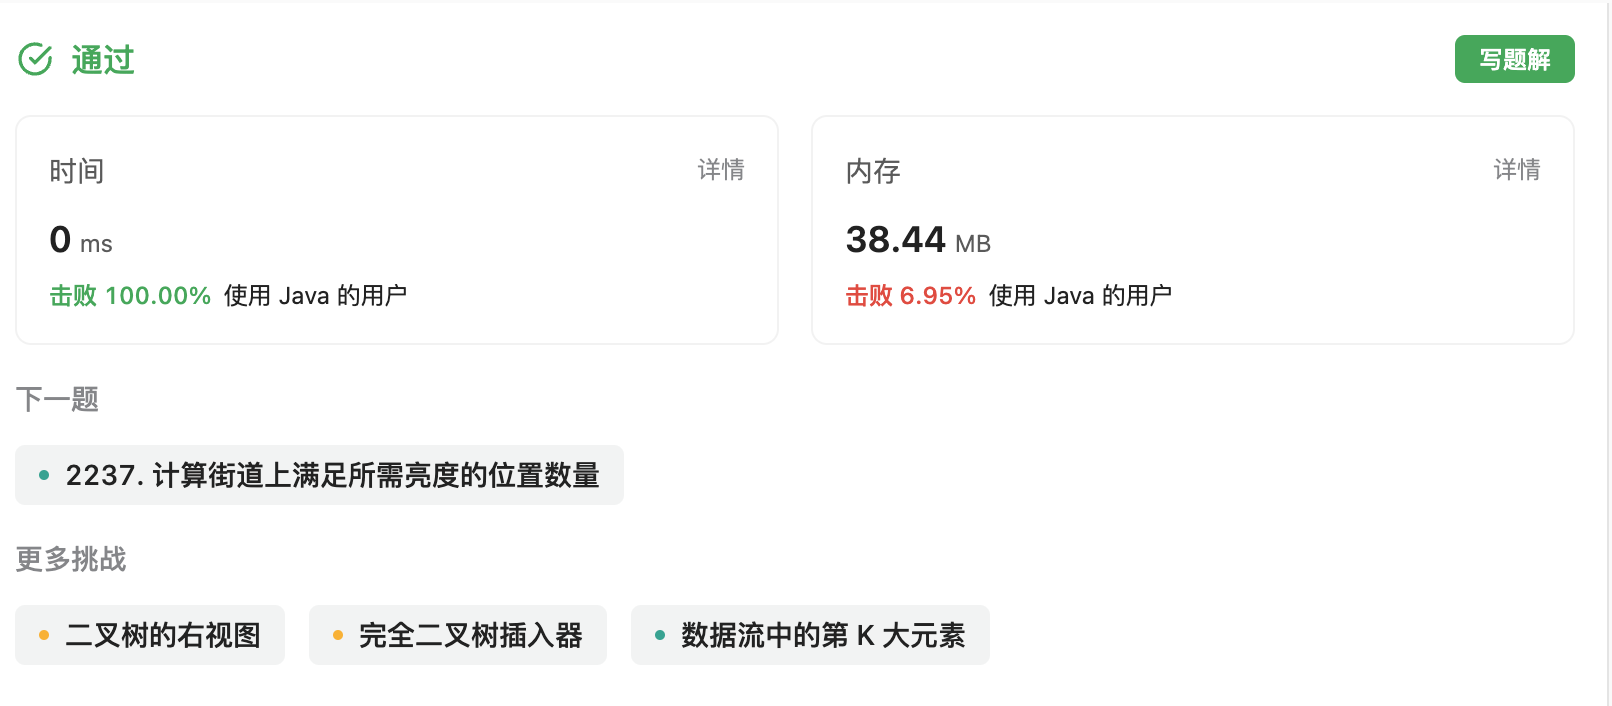 通过
写题解
时间 详情
0 ms
击败 100.00% 使用 Java 的用户
内存 详情
38.44 MB
击败 6.95% 使用 Java 的用户
下一题
2237. 计算街道上满足所需亮度的位置数量
更多挑战
二叉树的右视图
完全二叉树插入器
数据流中的第 K 大元素